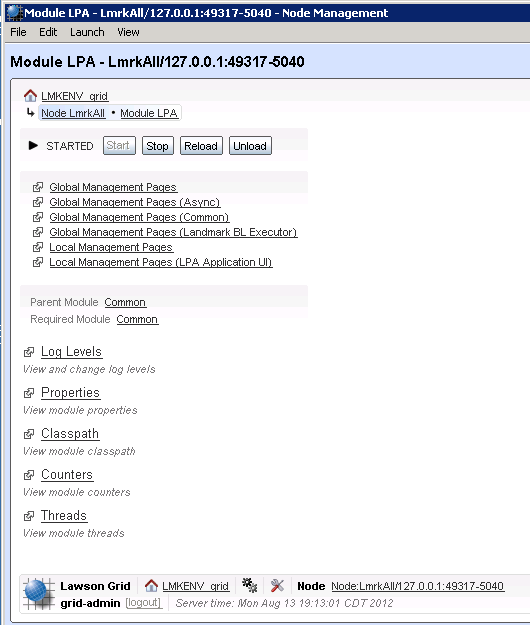 Module LPA - LmrkAll/127.0.0.1:49317-5040 - Node Management
File Edit Launch View
Module LPA - LmrkAll/127.0.0.1:49317-5040
LMKENV_grid
Node LmrkAll • Module LPA
STARTED Start Stop Reload Unload
Global Management Pages
Global Management Pages (Async)
Global Management Pages (Common)
Global Management Pages (Landmark BL Executor)
Local Management Pages
Local Management Pages (LPA Application UI)
Parent Module Common
Required Module Common
Log Levels
View and change log levels
Properties
View module properties
Classpath
View module classpath
Counters
View module counters
Threads
View module threads
Lawson Grid LMKENV_grid Node Node:LmrkAll/127.0.0.1:49317-5040
grid-admin [logout] Server time: Mon Aug 13 19:13:01 CDT 2012